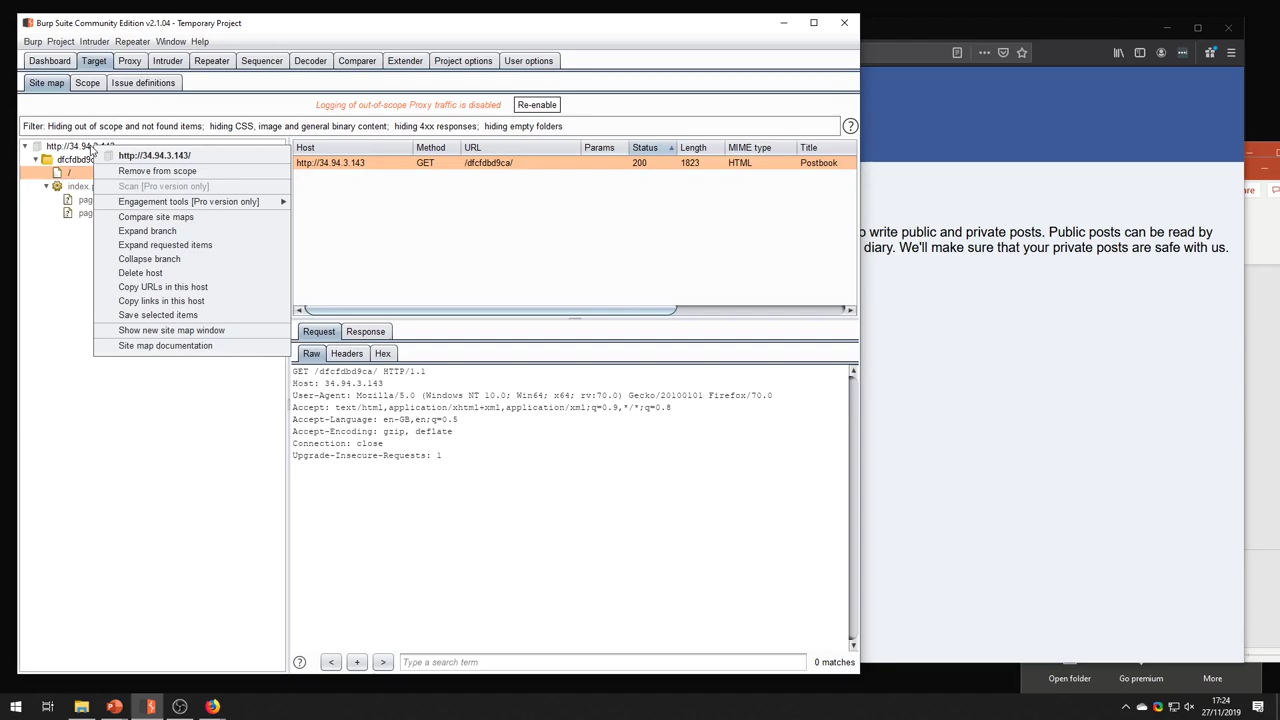 Burp Suite Community Edition v2.1.04 - Temporary Project
Burp Project Intruder Repeater Window Help
Dashboard Target Proxy Intruder Repeater Sequencer Decoder Comparer Extender Project options User options
Site map Scope Issue definitions
Logging of out-of-scope Proxy traffic is disabled Re-enable
Filter: Hiding out of scope and not found items; hiding CSS, image and general binary content; hiding 4xx responses; hiding empty folders ?
http://34.94.3.143
dfcfdbd9c
/
index.p
pag
pag
http://34.94.3.143/
Remove from scope
Scan [Pro version only]
Engagement tools [Pro version only]
Compare site maps
Expand branch
Expand requested items
Collapse branch
Delete host
Copy URLs in this host
Copy links in this host
Save selected items
Show new site map window
Site map documentation
Host Method URL Params Status Length MIME type Title
http://34.94.3.143 GET /dfcfdbd9ca/ 200 1823 HTML Postbook
Request Response
Raw Headers Hex
GET /dfcfdbd9ca/ HTTP/1.1
Host: 34.94.3.143
User-Agent: Mozilla/5.0 (Windows NT 10.0; Win64; x64; rv:70.0) Gecko/20100101 Firefox/70.0
Accept: text/html,application/xhtml+xml,application/xml;q=0.9,*/*;q=0.8
Accept-Language: en-GB,en;q=0.5
Accept-Encoding: gzip, deflate
Connection: close
Upgrade-Insecure-Requests: 1
? < + > Type a search term 0 matches
o write public and private posts. Public posts can be read by
diary. We'll make sure that your private posts are safe with us.
Open folder Go premium More
17:24
27/11/2019